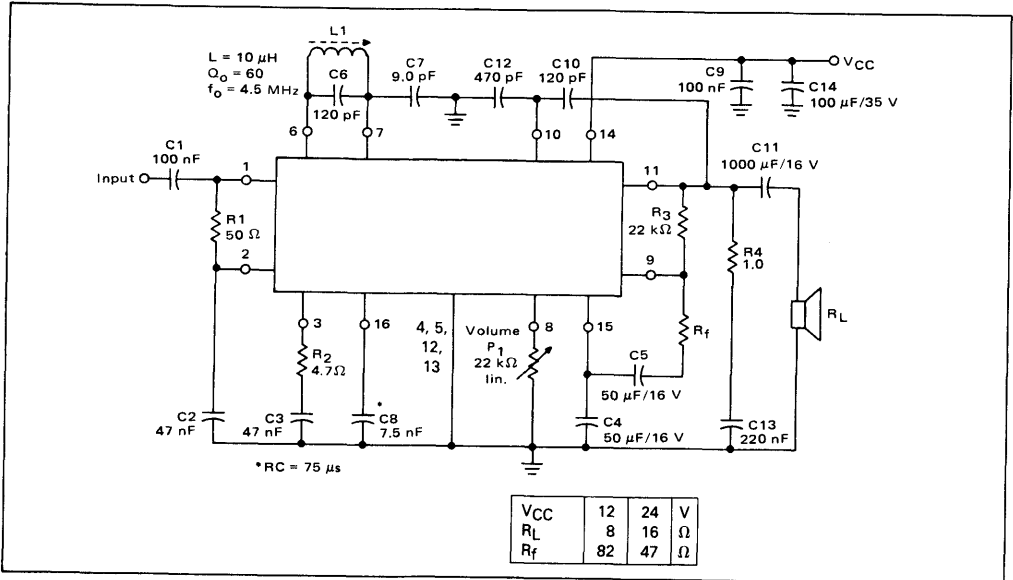 L1
L = 10 µH
Qo = 60
fo = 4.5 MHz
C6
120 pF
C7
9.0 pF
C12
470 pF
C10
120 pF
C9
100 nF
VCC
C14
100 µF/35 V
6
7
10
14
C1
100 nF
Input
1
R1
50 Ω
2
11
R3
22 kΩ
9
C11
1000 µF/16 V
R4
1.0
RL
3
R2
4.7Ω
16
4, 5,
12,
13
Volume
P1
22 kΩ
lin.
8
15
Rf
C5
50 µF/16 V
C2
47 nF
C3
47 nF
*
C8
7.5 nF
C4
50 µF/16 V
C13
220 nF
*RC = 75 µs
VCC 12 24 V
RL 8 16 Ω
Rf 82 47 Ω